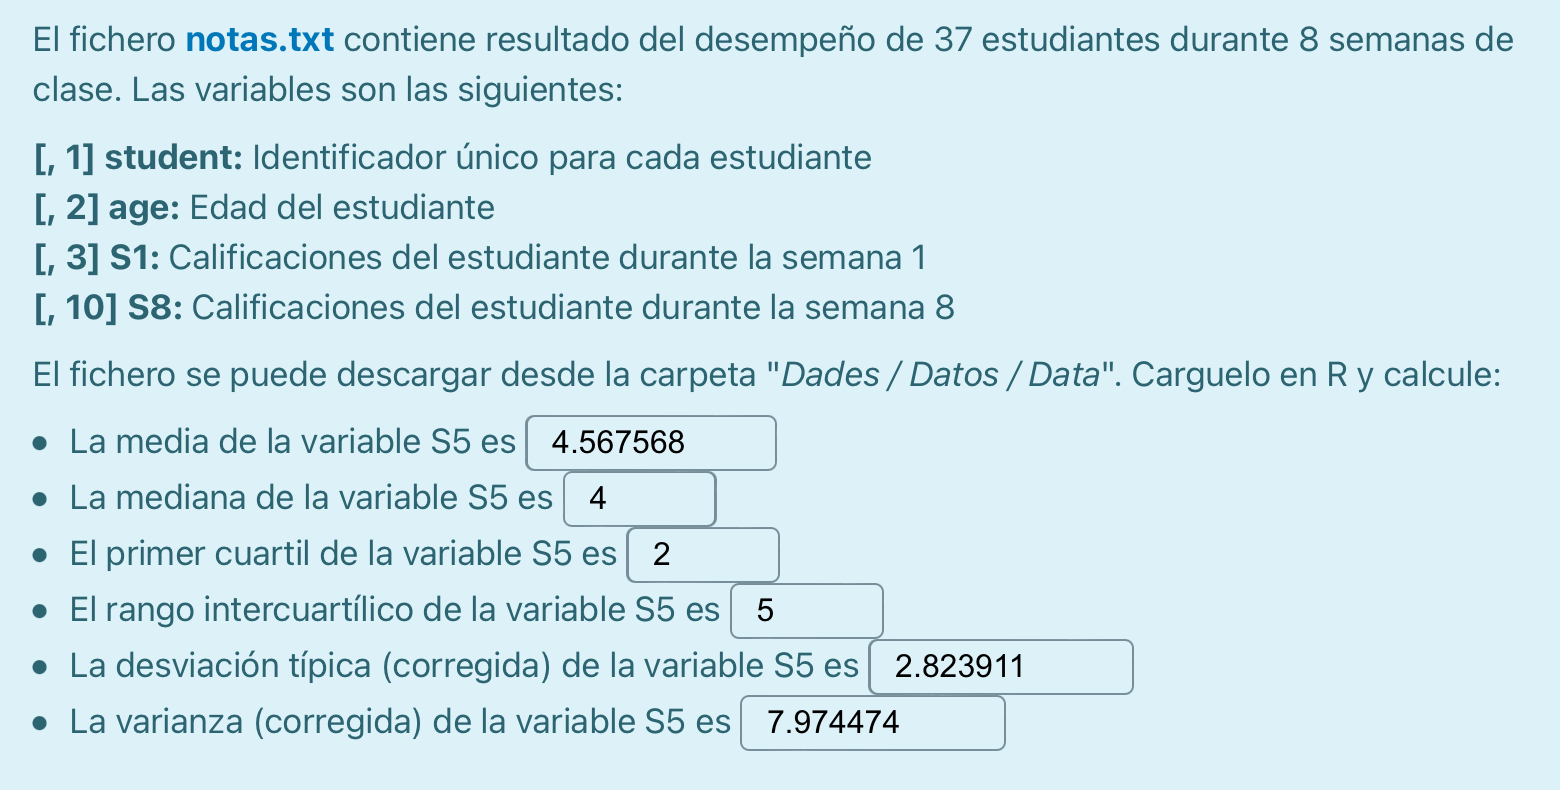 El fichero notas.txt contiene resultado del desempeño de 37 estudiantes durante 8 semanas de
clase. Las variables son las siguientes:
[, 1] student: Identificador único para cada estudiante
[, 2] age: Edad del estudiante
[, 3] S1: Calificaciones del estudiante durante la semana 1
[, 10] S8: Calificaciones del estudiante durante la semana 8
El fichero se puede descargar desde la carpeta "Dades / Datos / Data". Carguelo en R y calcule:
• La media de la variable S5 es 4.567568
• La mediana de la variable S5 es 4
• El primer cuartil de la variable S5 es 2
• El rango intercuartílico de la variable S5 es 5
• La desviación típica (corregida) de la variable S5 es 2.823911
• La varianza (corregida) de la variable S5 es 7.974474